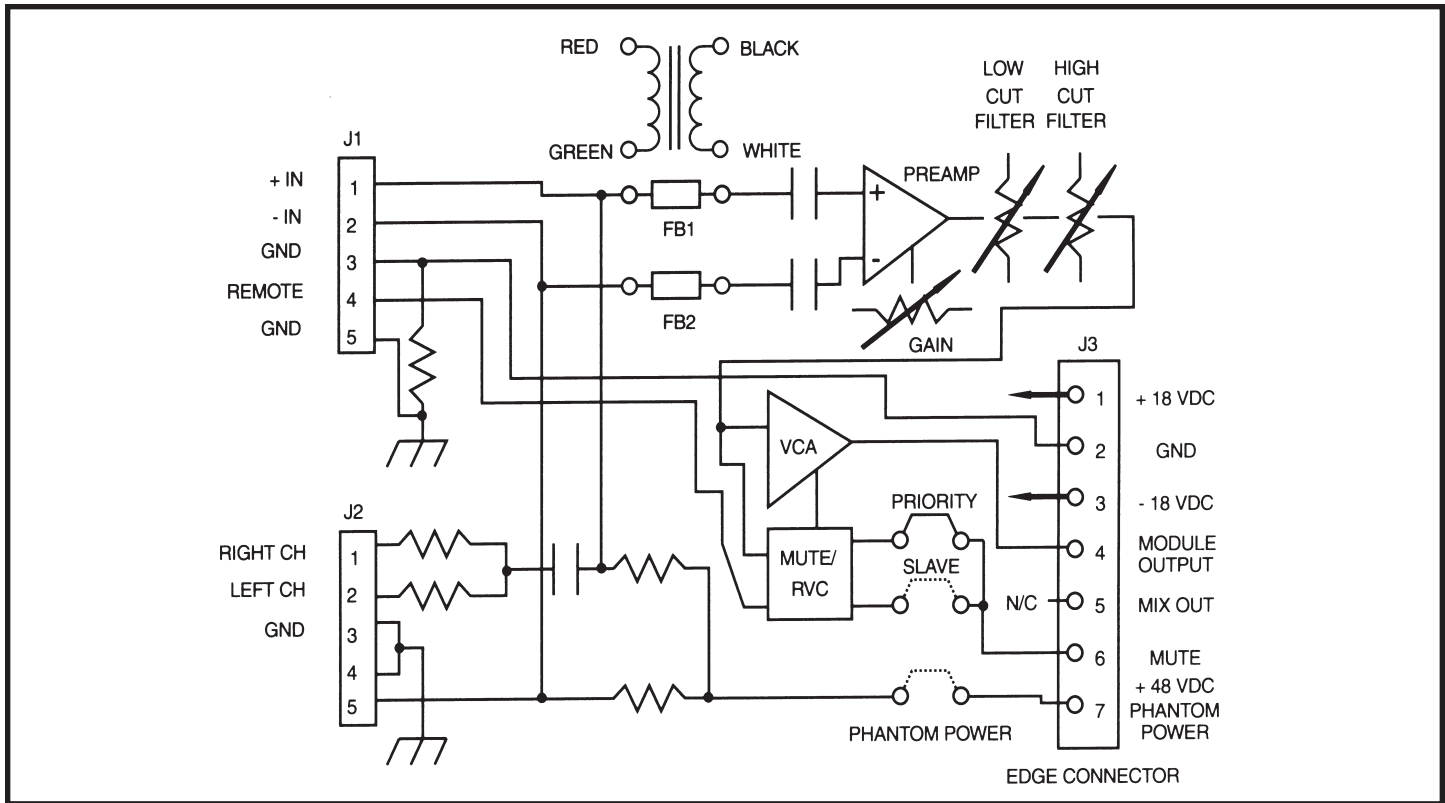 RED
BLACK
GREEN
WHITE
LOW
CUT
FILTER
HIGH
CUT
FILTER
J1
+ IN
- IN
GND
REMOTE
GND
1
2
3
4
5
FB1
FB2
+
-
PREAMP
GAIN
J2
RIGHT CH
LEFT CH
GND
1
2
3
4
5
VCA
MUTE/
RVC
PRIORITY
SLAVE
PHANTOM POWER
N/C
J3
1
2
3
4
5
6
7
+ 18 VDC
GND
- 18 VDC
MODULE
OUTPUT
MIX OUT
MUTE
+ 48 VDC
PHANTOM
POWER
EDGE CONNECTOR